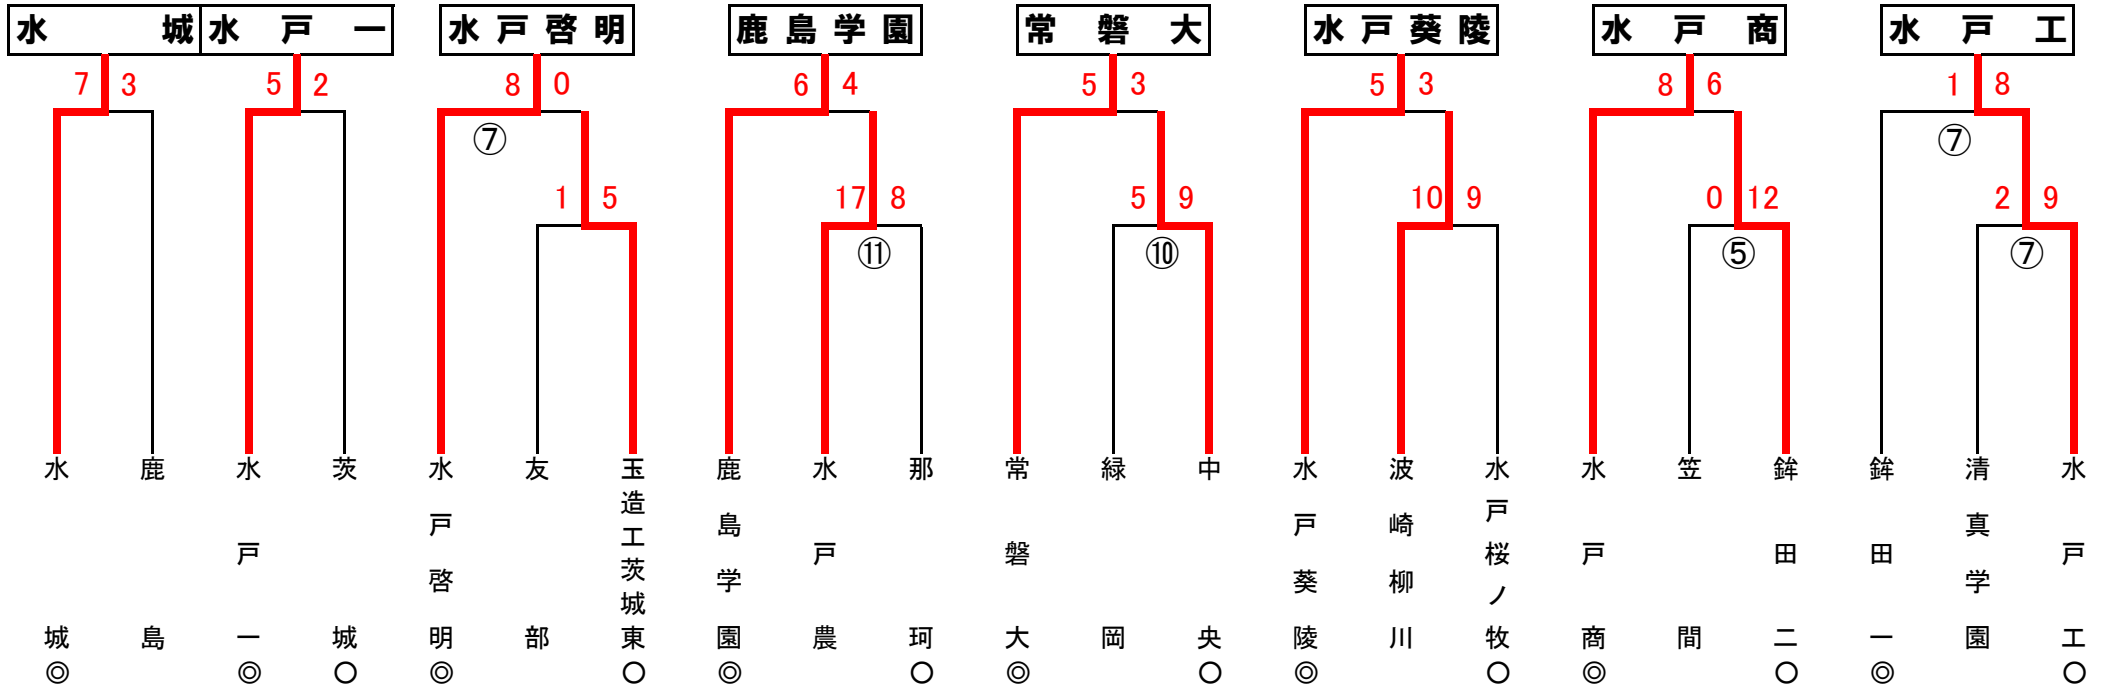 水城 水戸一 水戸啓明 鹿島学園 常磐大 水戸葵陵 水戸商 水戸工
7 3 5 2 8 0 6 4 5 3 5 3 8 6 1 8
⑦ ⑦
1 5 17 8 5 9 10 9 0 12 2 9
⑪ ⑩ ⑤ ⑦
水城
鹿島
水戸一
茨城
水戸啓明
友部
玉造工茨城東
鹿島学園
水戸農
那珂
常磐大
緑岡
中央
水戸葵陵
波崎柳川
水戸桜ノ牧
水戸商
笠間
鉾田二
鉾田一
清真学園
水戸工
◎ ◎ ○ ◎ ○ ◎ ○ ◎ ○ ◎ ○ ◎ ○ ◎ ○